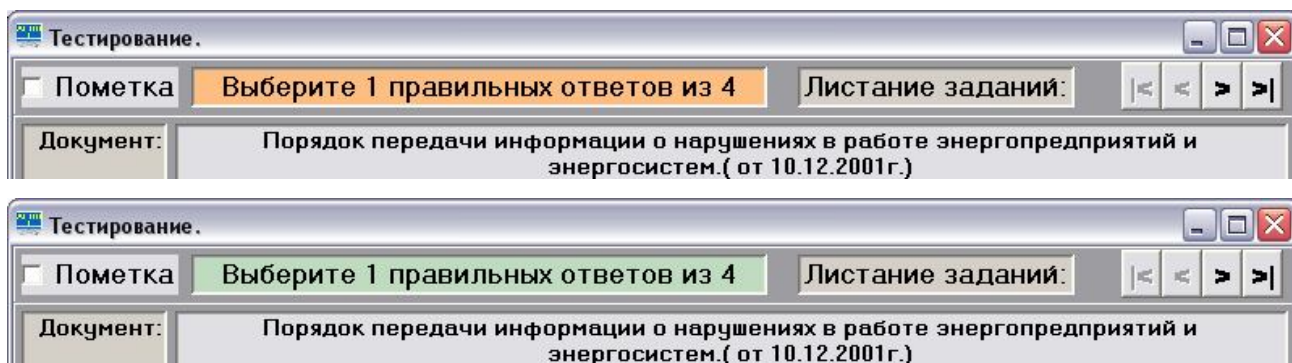 Тестирование.
Пометка Выберите 1 правильных ответов из 4 Листание заданий: |< < > >|
Документ: Порядок передачи информации о нарушениях в работе энергопредприятий и
энергосистем.( от 10.12.2001г.)
Тестирование.
Пометка Выберите 1 правильных ответов из 4 Листание заданий: |< < > >|
Документ: Порядок передачи информации о нарушениях в работе энергопредприятий и
энергосистем.( от 10.12.2001г.)